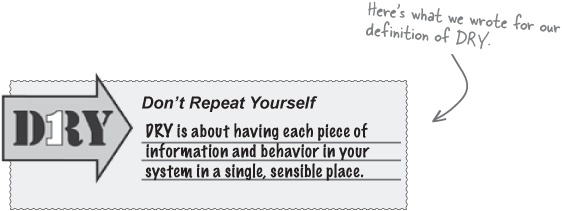 Here's what we wrote for our
definition of DRY.
Don't Repeat Yourself
D1RY
DRY is about having each piece of
information and behavior in your
system in a single, sensible place.